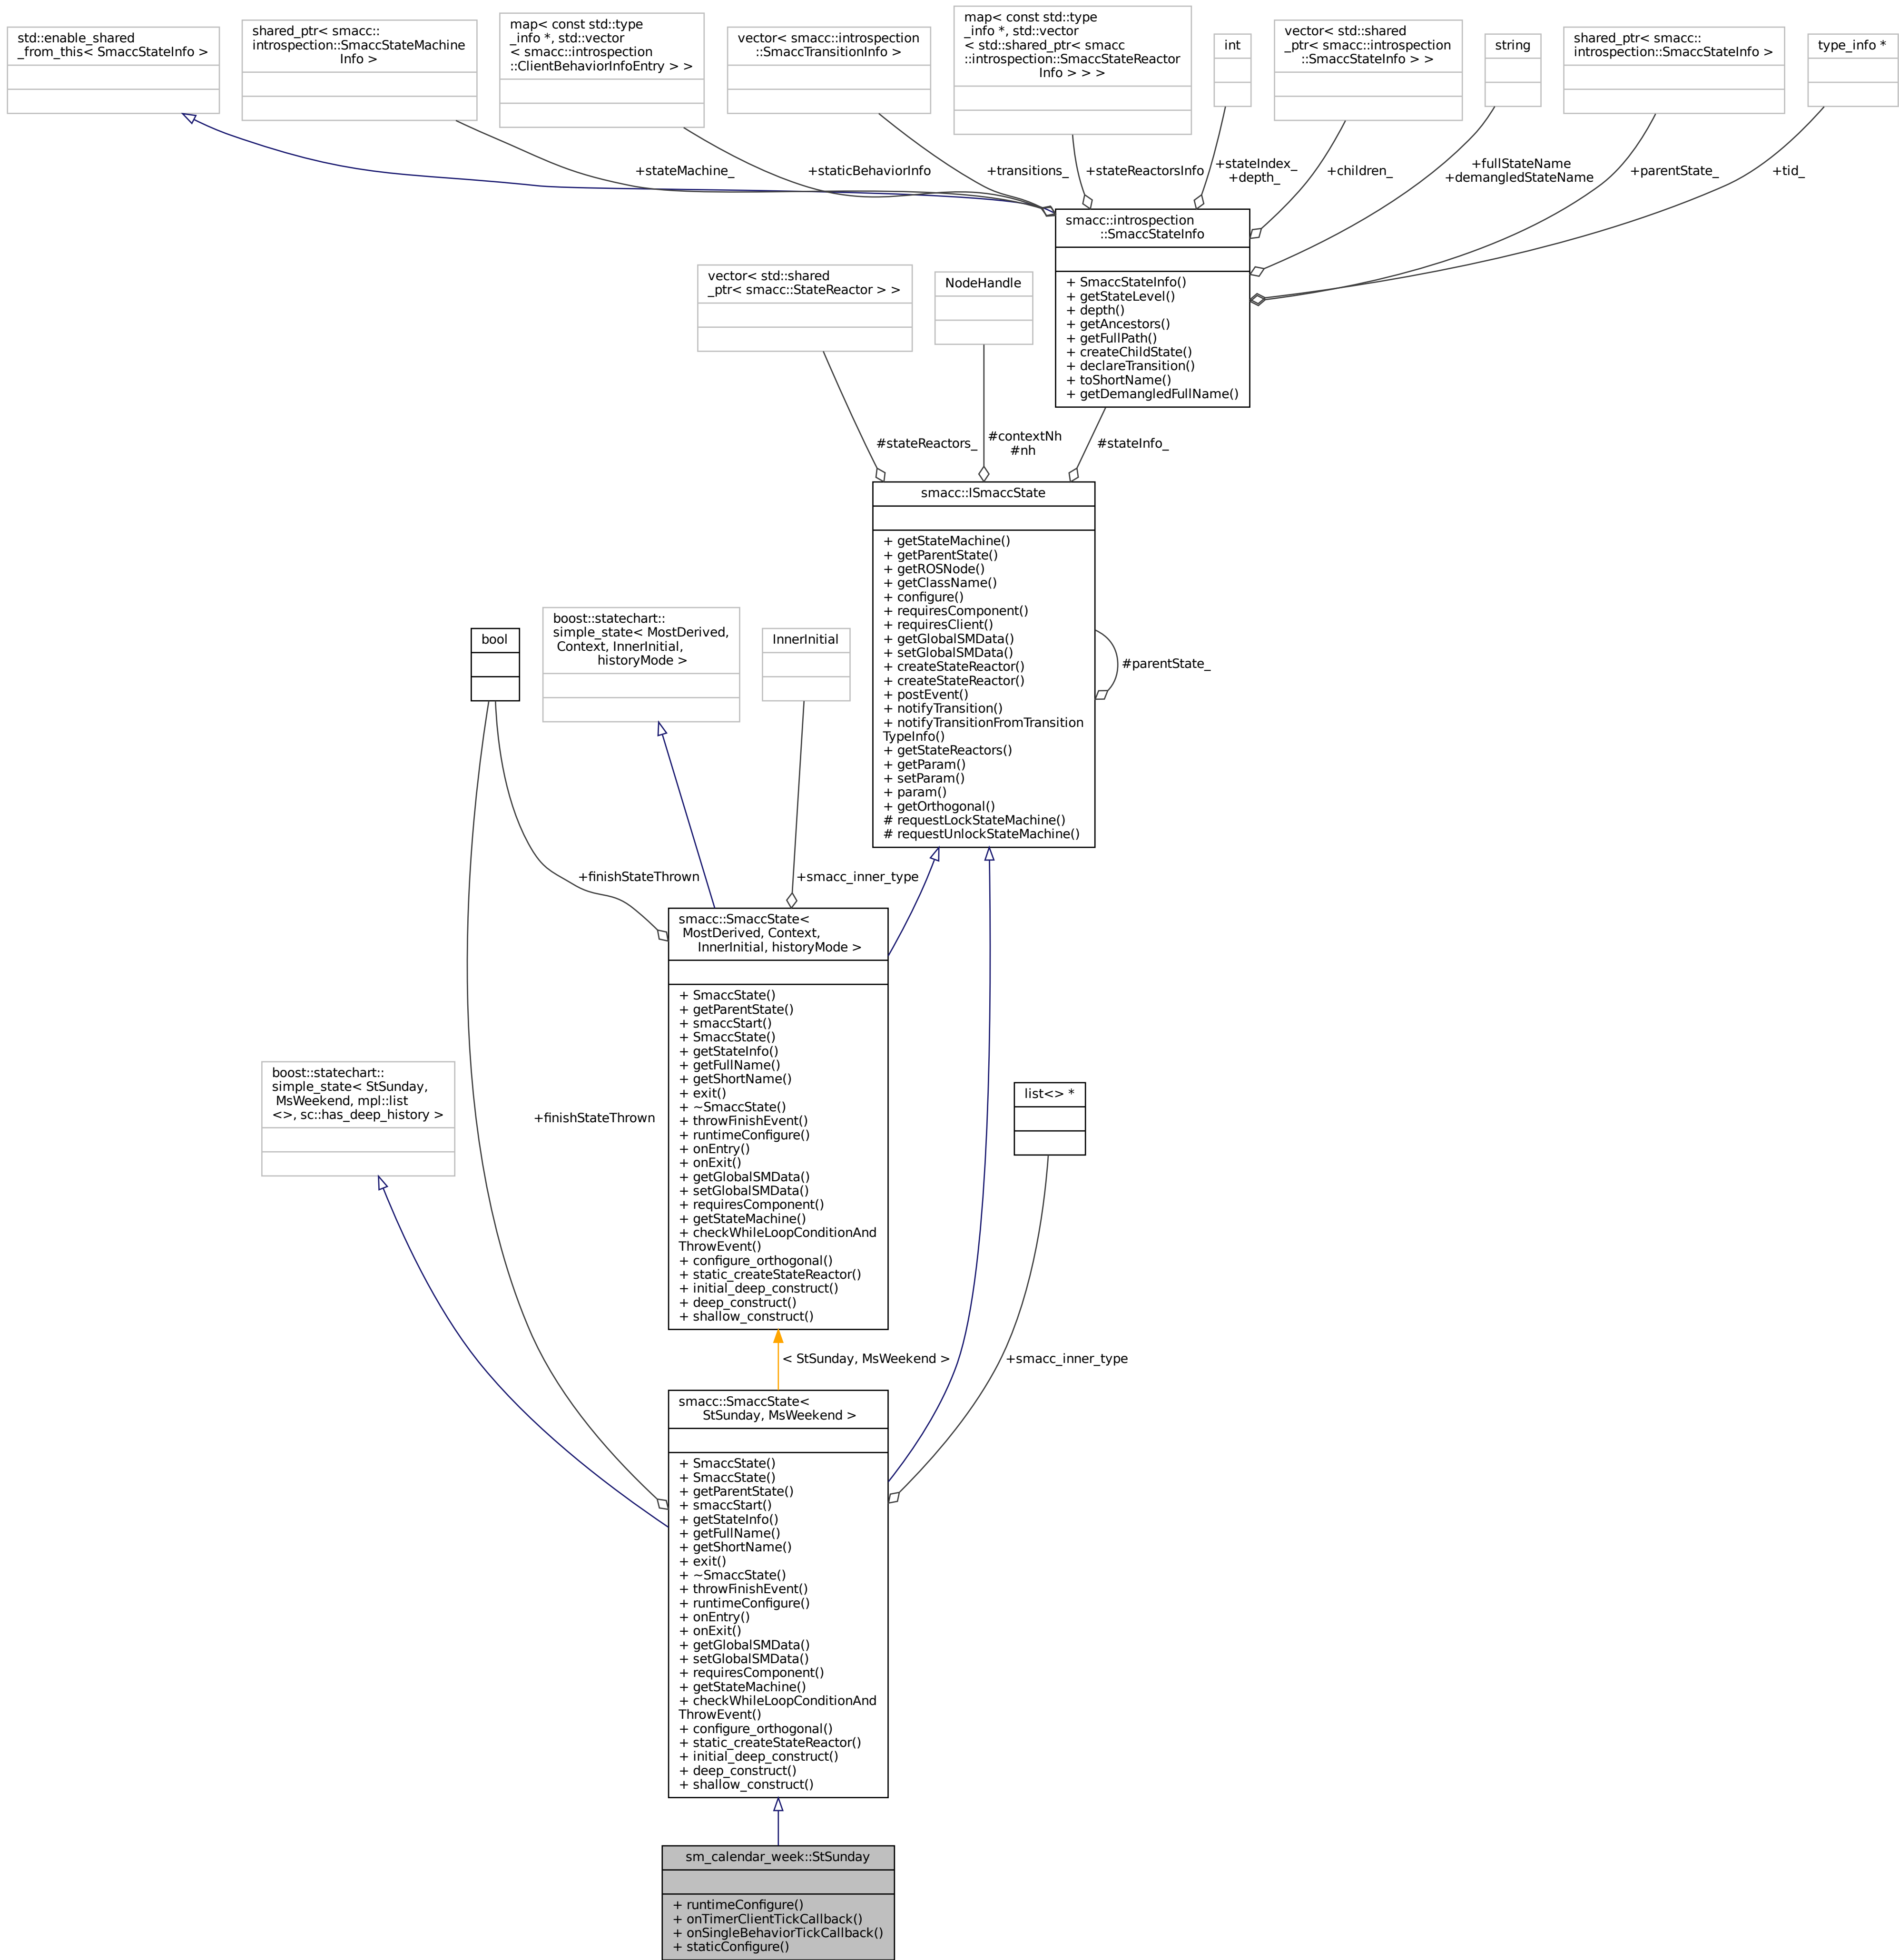 std::enable_shared
_from_this< SmaccStateInfo >
shared_ptr< smacc::
introspection::SmaccStateMachine
Info >
map< const std::type
_info *, std::vector
< smacc::introspection
::ClientBehaviorInfoEntry > >
vector< smacc::introspection
::SmaccTransitionInfo >
map< const std::type
_info *, std::vector
< std::shared_ptr< smacc
::introspection::SmaccStateReactor
Info > > >
int
vector< std::shared
_ptr< smacc::introspection
::SmaccStateInfo > >
string
shared_ptr< smacc::
introspection::SmaccStateInfo >
type_info *
+stateMachine_
+staticBehaviorInfo
+transitions_
+stateReactorsInfo
+stateIndex_
+depth_
+children_
+fullStateName
+demangledStateName
+parentState_
+tid_
smacc::introspection
::SmaccStateInfo
+ SmaccStateInfo()
+ getStateLevel()
+ depth()
+ getAncestors()
+ getFullPath()
+ createChildState()
+ declareTransition()
+ toShortName()
+ getDemangledFullName()
vector< std::shared
_ptr< smacc::StateReactor > >
NodeHandle
#stateReactors_
#contextNh
#nh
#stateInfo_
smacc::ISmaccState
+ getStateMachine()
+ getParentState()
+ getROSNode()
+ getClassName()
+ configure()
+ requiresComponent()
+ requiresClient()
+ getGlobalSMData()
+ setGlobalSMData()
+ createStateReactor()
+ createStateReactor()
+ postEvent()
+ notifyTransition()
+ notifyTransitionFromTransition
TypeInfo()
+ getStateReactors()
+ getParam()
+ setParam()
+ param()
+ getOrthogonal()
# requestLockStateMachine()
# requestUnlockStateMachine()
#parentState_
bool
boost::statechart::
simple_state< MostDerived,
Context, InnerInitial,
historyMode >
InnerInitial
+finishStateThrown
+smacc_inner_type
smacc::SmaccState<
MostDerived, Context,
InnerInitial, historyMode >
+ SmaccState()
+ getParentState()
+ smaccStart()
+ SmaccState()
+ getStateInfo()
+ getFullName()
+ getShortName()
+ exit()
+ ~SmaccState()
+ throwFinishEvent()
+ runtimeConfigure()
+ onEntry()
+ onExit()
+ getGlobalSMData()
+ setGlobalSMData()
+ requiresComponent()
+ getStateMachine()
+ checkWhileLoopConditionAnd
ThrowEvent()
+ configure_orthogonal()
+ static_createStateReactor()
+ initial_deep_construct()
+ deep_construct()
+ shallow_construct()
boost::statechart::
simple_state< StSunday,
MsWeekend, mpl::list
<>, sc::has_deep_history >
+finishStateThrown
list<> *
< StSunday, MsWeekend >
+smacc_inner_type
smacc::SmaccState<
StSunday, MsWeekend >
+ SmaccState()
+ SmaccState()
+ getParentState()
+ smaccStart()
+ getStateInfo()
+ getFullName()
+ getShortName()
+ exit()
+ ~SmaccState()
+ throwFinishEvent()
+ runtimeConfigure()
+ onEntry()
+ onExit()
+ getGlobalSMData()
+ setGlobalSMData()
+ requiresComponent()
+ getStateMachine()
+ checkWhileLoopConditionAnd
ThrowEvent()
+ configure_orthogonal()
+ static_createStateReactor()
+ initial_deep_construct()
+ deep_construct()
+ shallow_construct()
sm_calendar_week::StSunday
+ runtimeConfigure()
+ onTimerClientTickCallback()
+ onSingleBehaviorTickCallback()
+ staticConfigure()